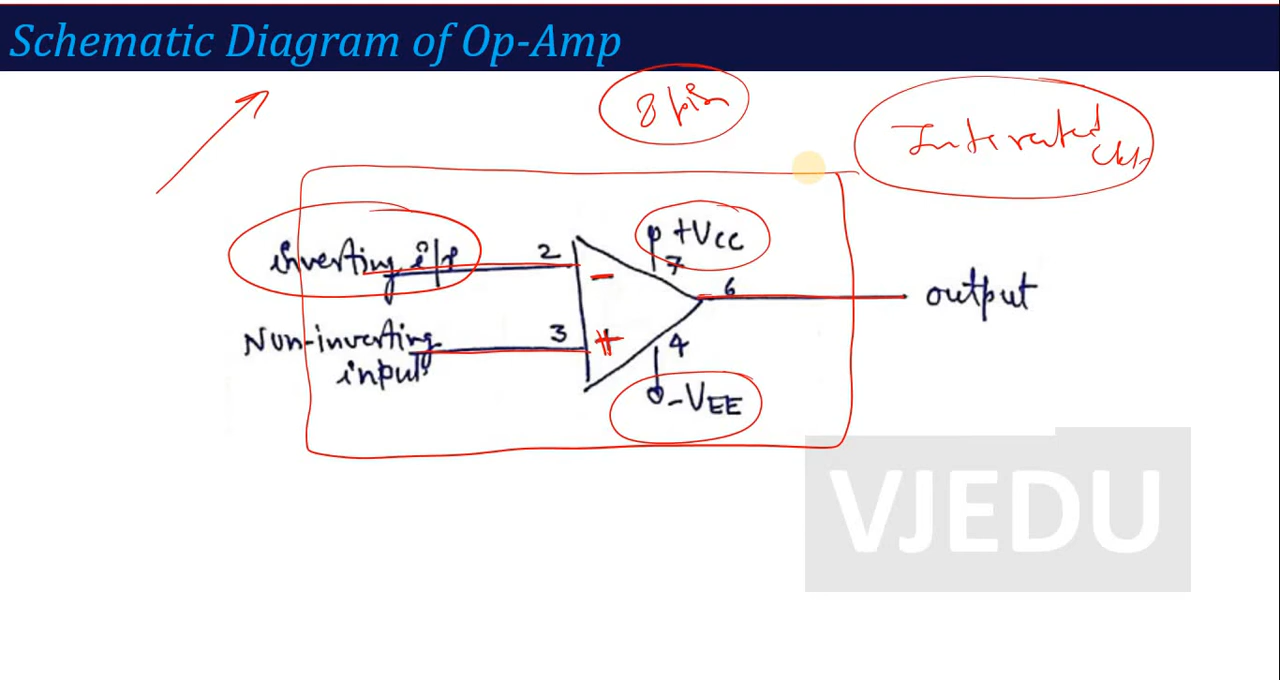 Schematic Diagram of Op-Amp
8 pin
Integrated ckt
inverting i/p
2
-
+VCC
7
6
output
Non-inverting
input
3
+
4
-VEE
VJEDU